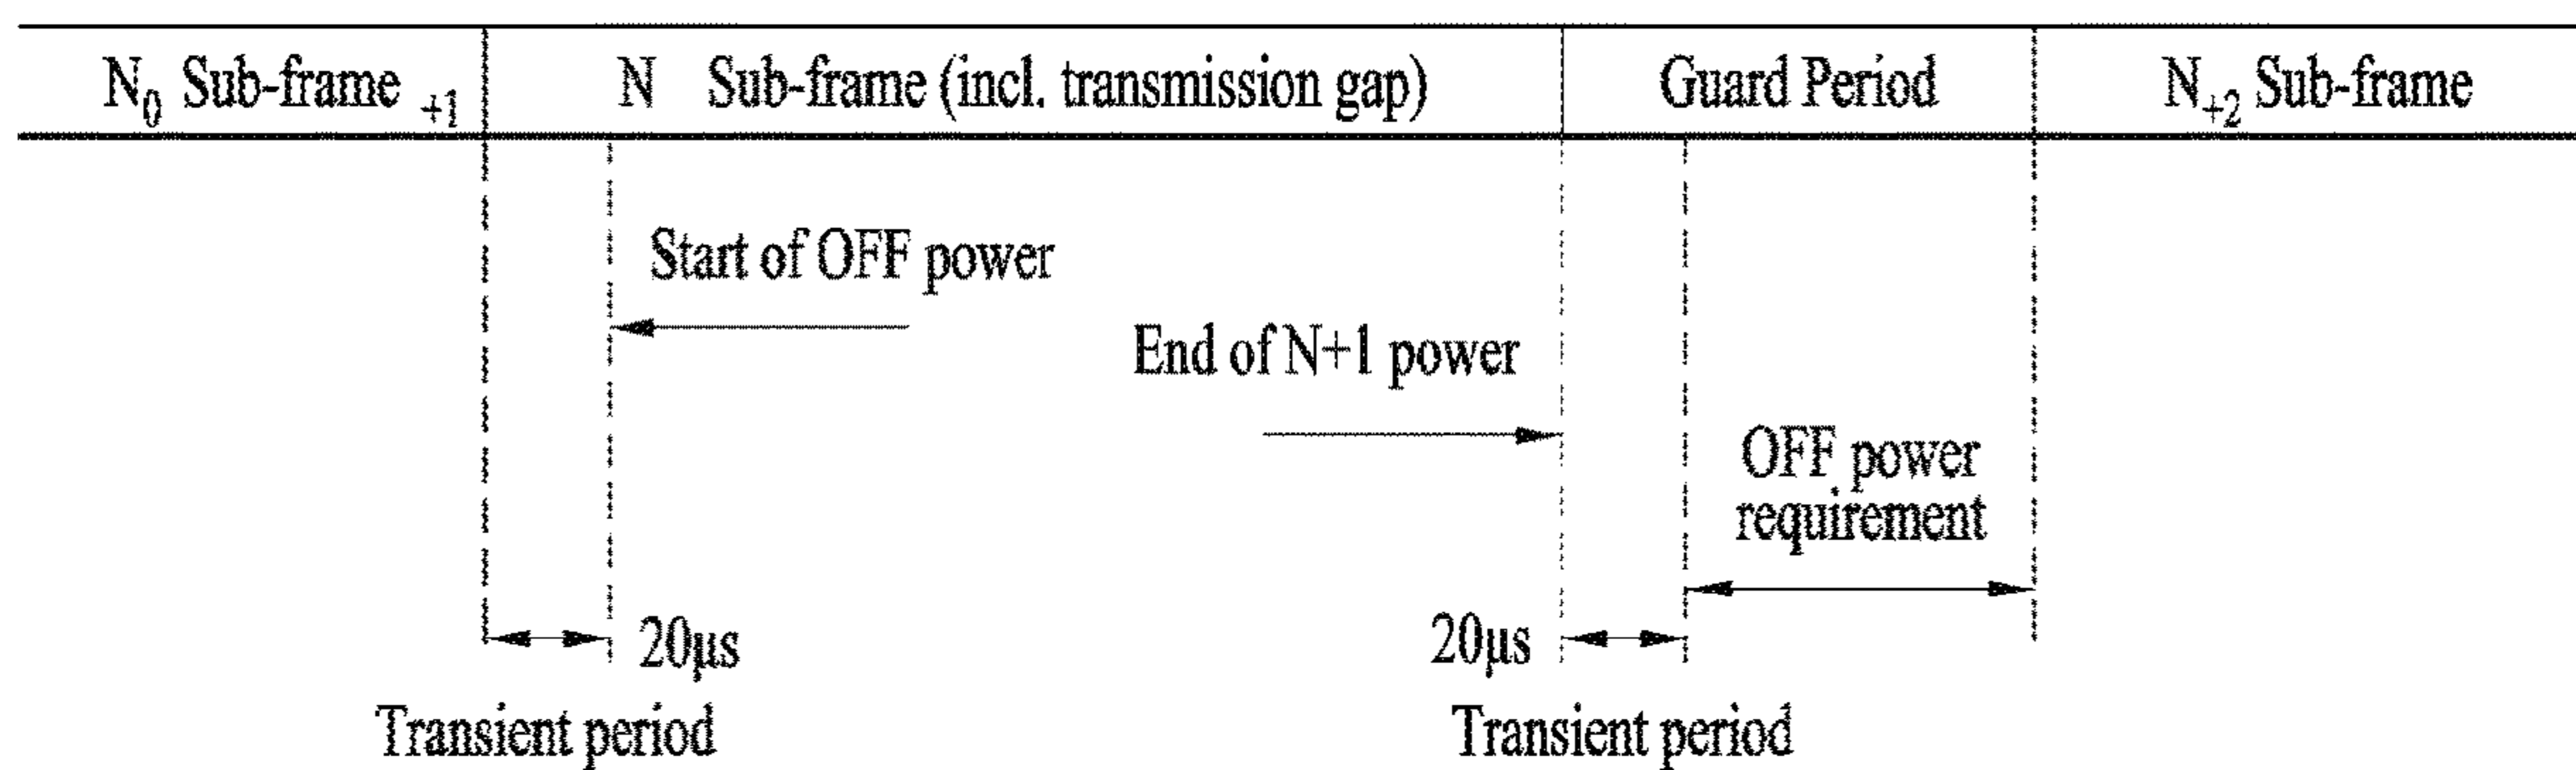 N₀ Sub-frame ₊₁ N Sub-frame (incl. transmission gap) Guard Period N₊₂ Sub-frame
Start of OFF power
End of N+1 power
OFF power
requirement
20µs 20µs
Transient period Transient period